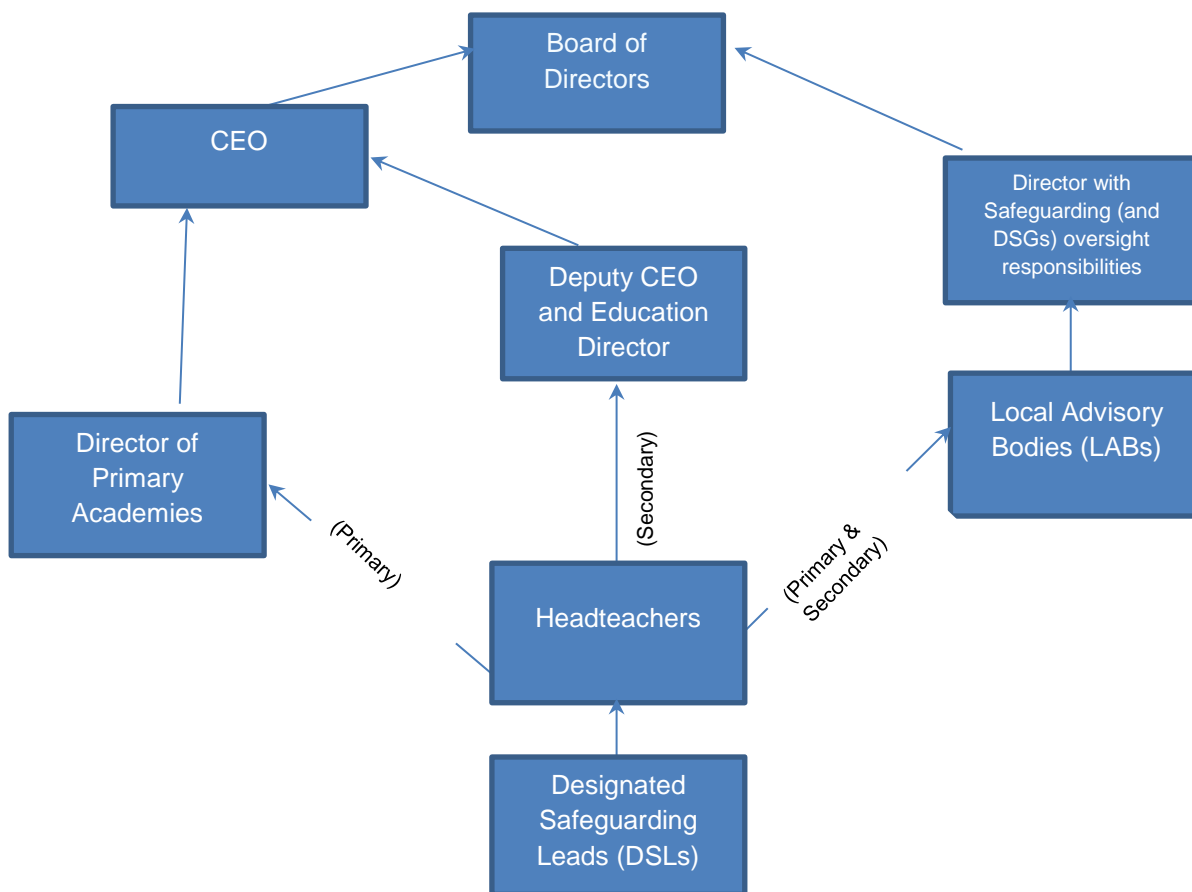 Board of
Directors
CEO
Director with
Safeguarding (and
DSGs) oversight
responsibilities
Deputy CEO
and Education
Director
Local Advisory
Bodies (LABs)
Director of
Primary
Academies
(Primary)
(Secondary)
(Primary &
Secondary)
Headteachers
Designated
Safeguarding
Leads (DSLs)